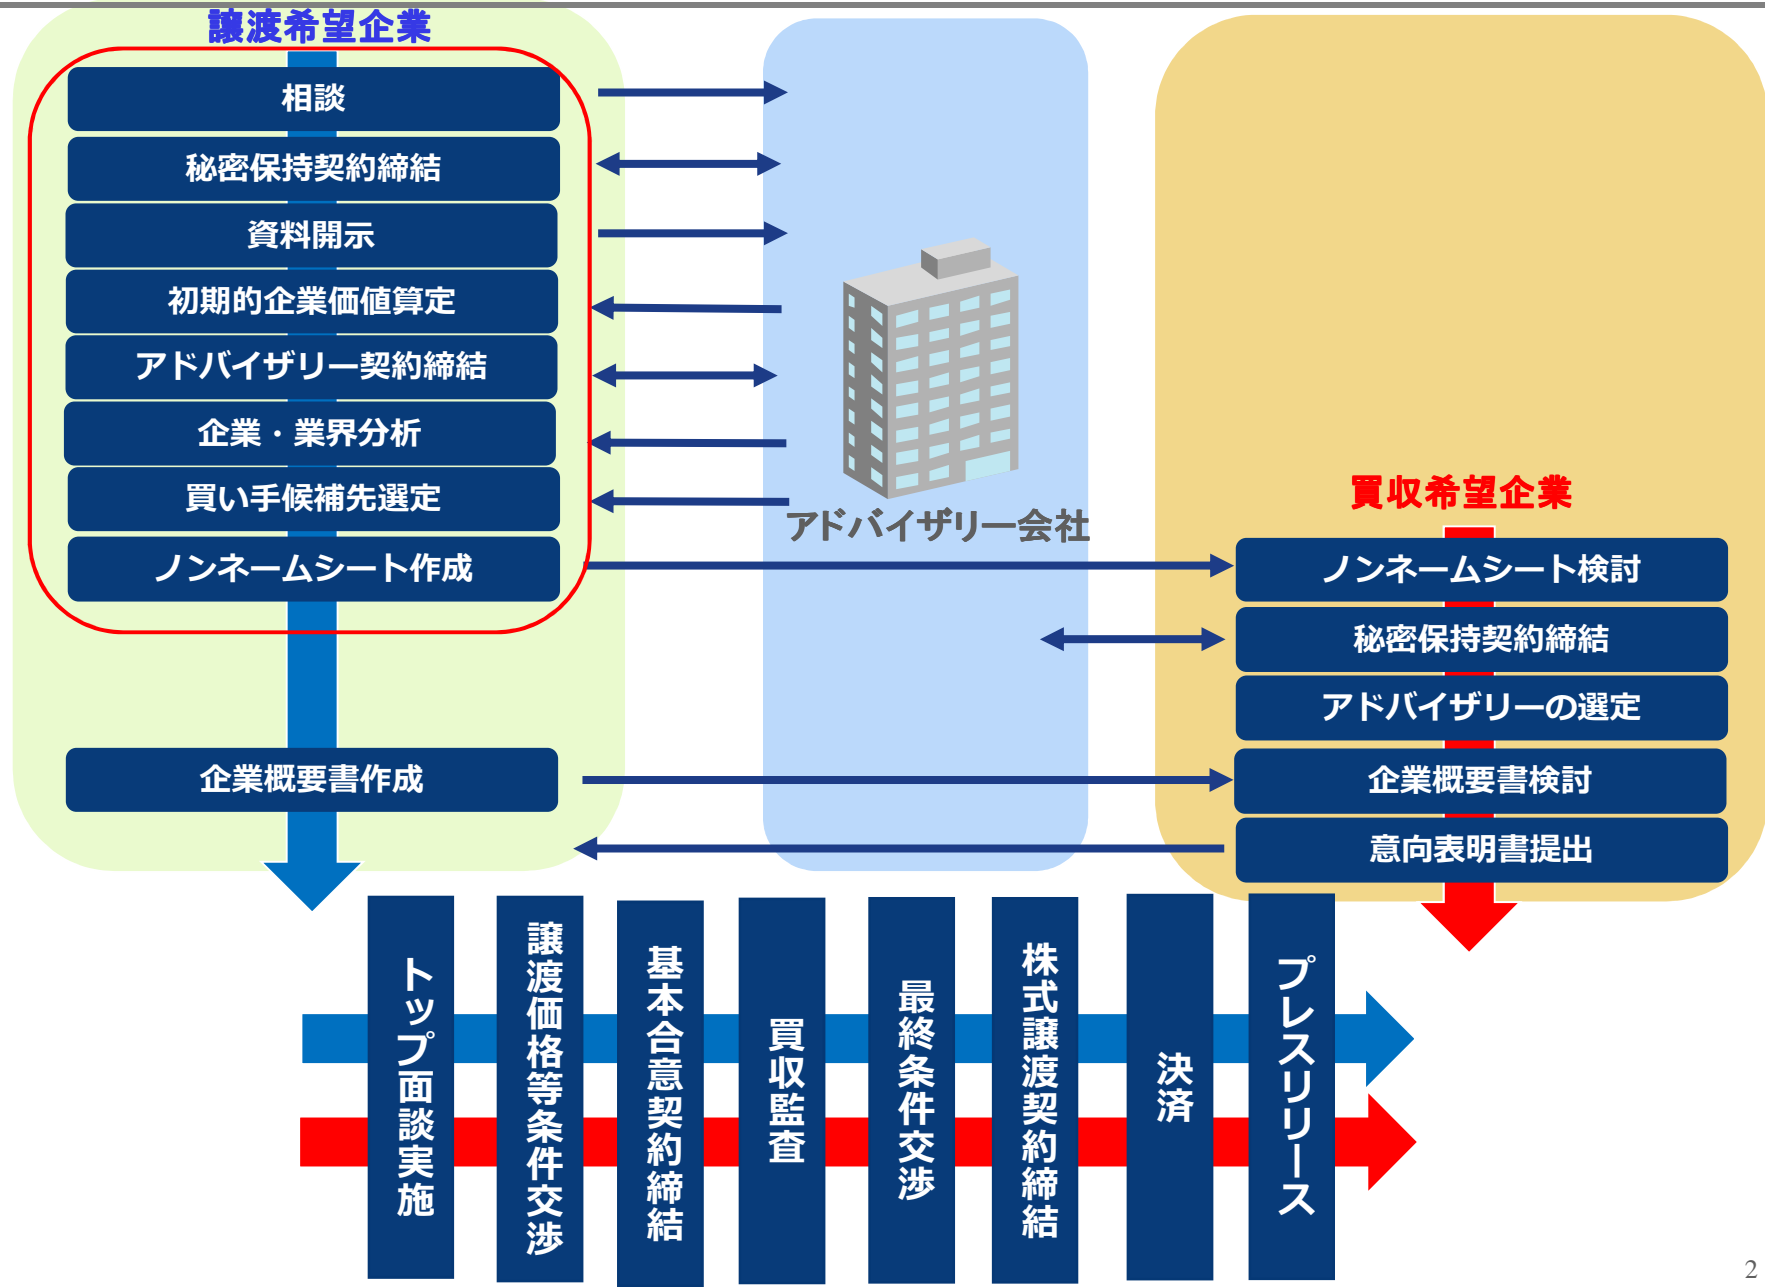 譲渡希望企業
相談
秘密保持契約締結
資料開示
初期的企業価値算定
アドバイザリー契約締結
企業・業界分析
買い手候補先選定
ノンネームシート作成
企業概要書作成
アドバイザリー会社
買収希望企業
ノンネームシート検討
秘密保持契約締結
アドバイザリーの選定
企業概要書検討
意向表明書提出
トップ面談実施
譲渡価格等条件交渉
基本合意契約締結
買収監査
最終条件交渉
株式譲渡契約締結
決済
プレスリリース
2